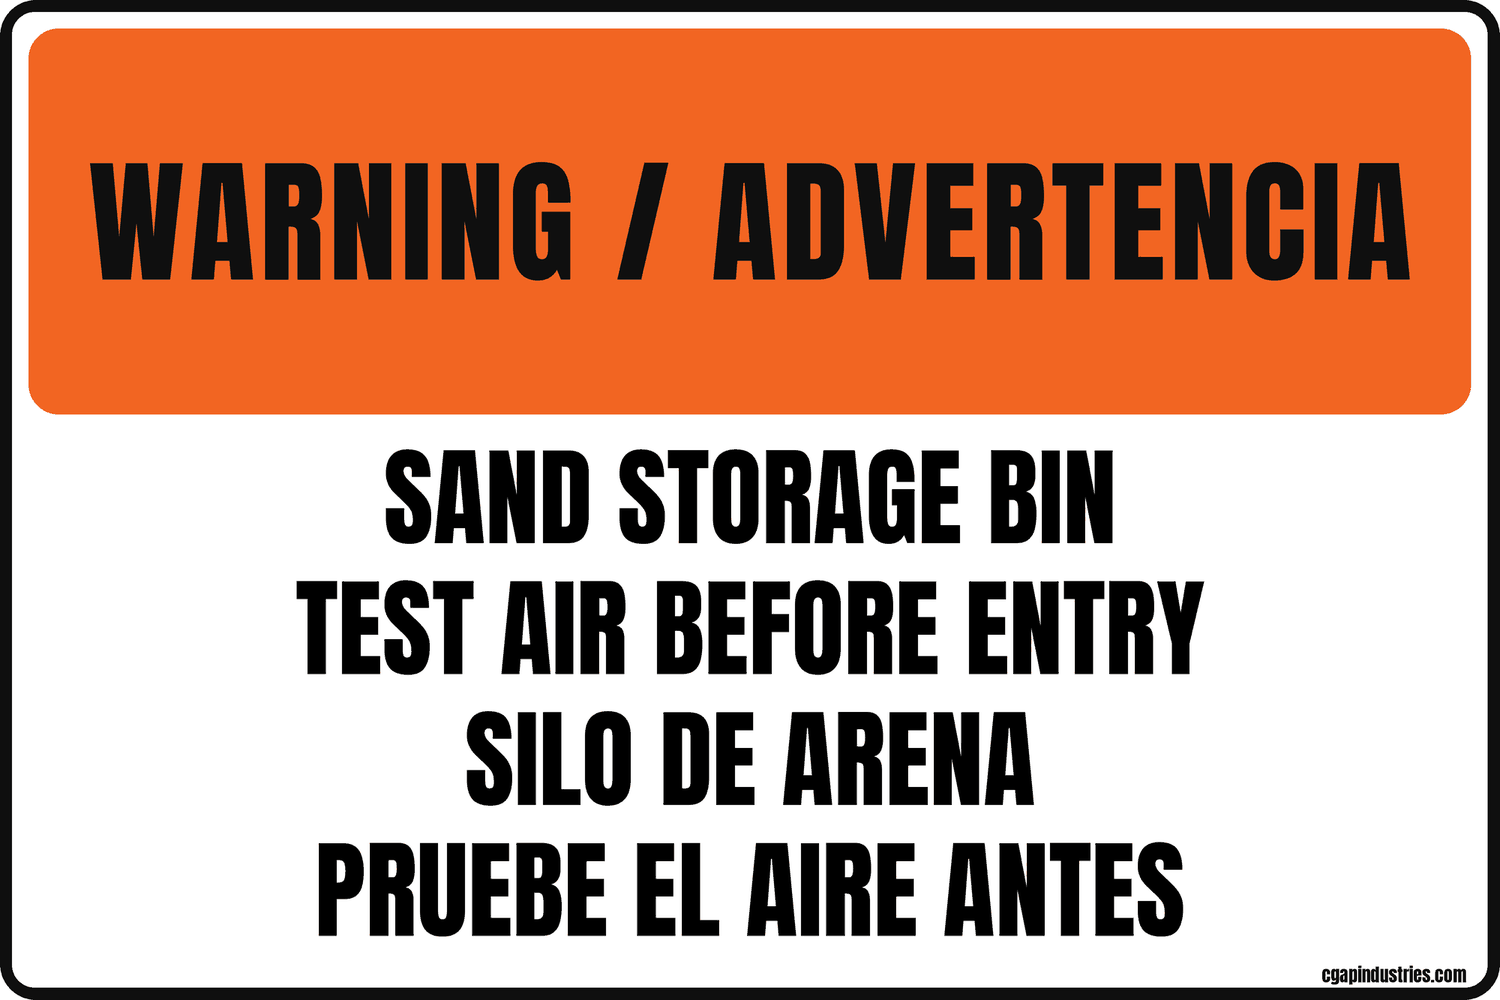 WARNING / ADVERTENCIA
SAND STORAGE BIN
TEST AIR BEFORE ENTRY
SILO DE ARENA
PRUEBE EL AIRE ANTES
cgapindustries.com